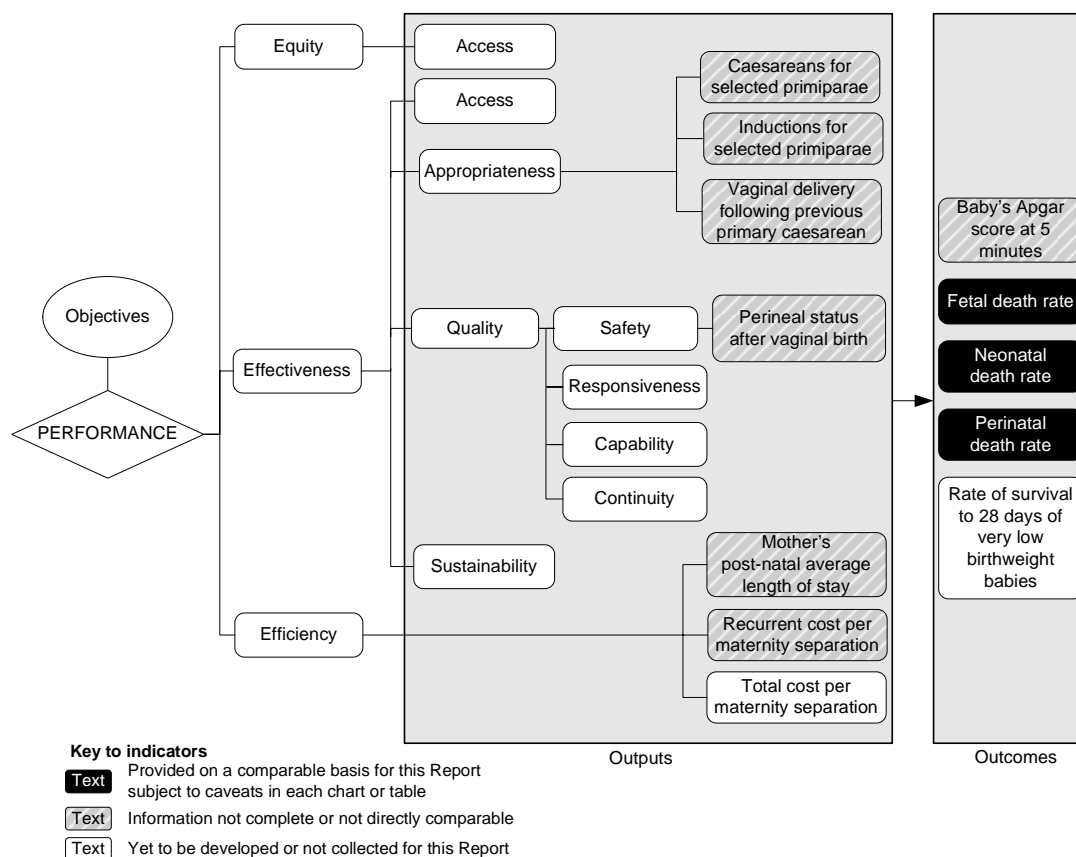 Objectives
PERFORMANCE
Equity
Effectiveness
Efficiency
Access
Access
Appropriateness
Quality
Sustainability
Safety
Responsiveness
Capability
Continuity
Caesareans for
selected primiparae
Inductions for
selected primiparae
Vaginal delivery
following previous
primary caesarean
Perineal status
after vaginal birth
Mother's
post-natal average
length of stay
Recurrent cost per
maternity separation
Total cost per
maternity separation
Outputs
Baby's Apgar
score at 5
minutes
Fetal death rate
Neonatal
death rate
Perinatal
death rate
Rate of survival
to 28 days of
very low
birthweight
babies
Outcomes
Key to indicators
Text Provided on a comparable basis for this Report
subject to caveats in each chart or table
Text Information not complete or not directly comparable
Text Yet to be developed or not collected for this Report